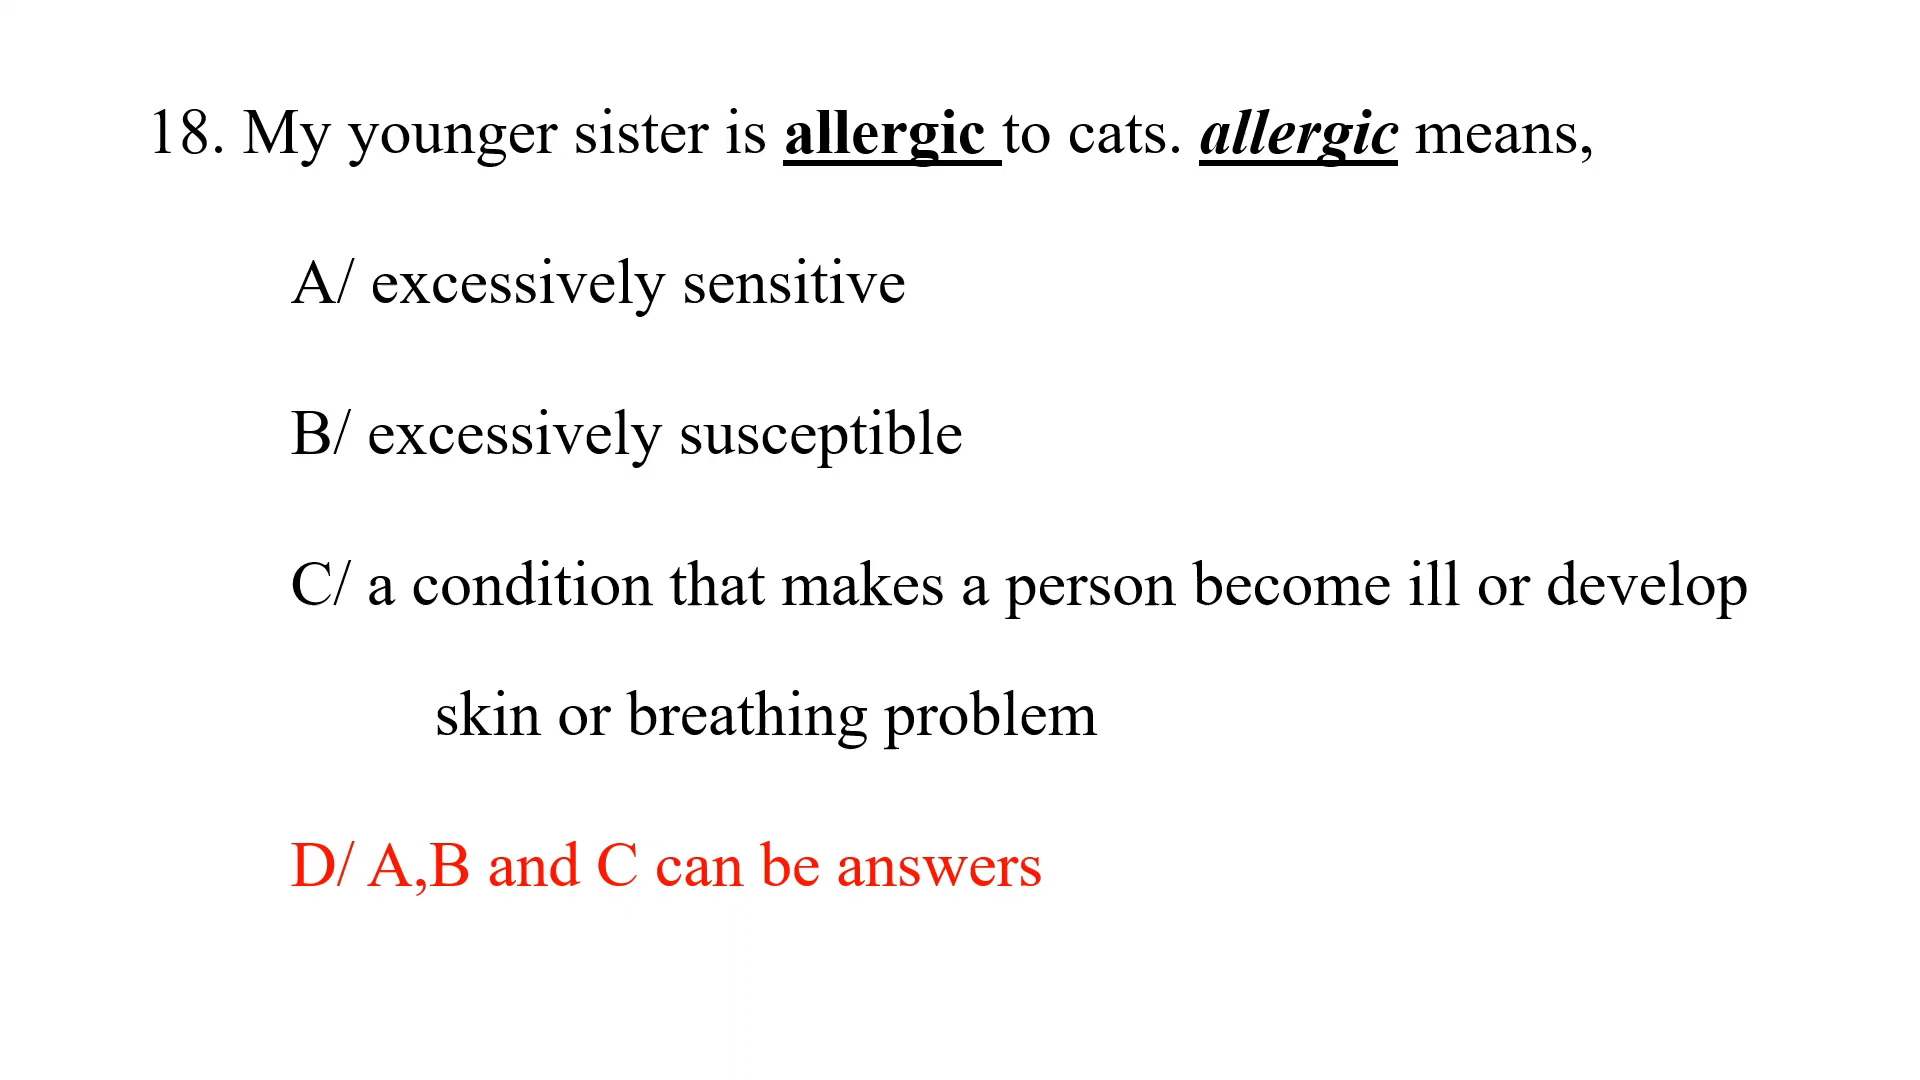 18. My younger sister is allergic to cats. allergic means,
A/ excessively sensitive
B/ excessively susceptible
C/ a condition that makes a person become ill or develop
skin or breathing problem
D/ A,B and C can be answers